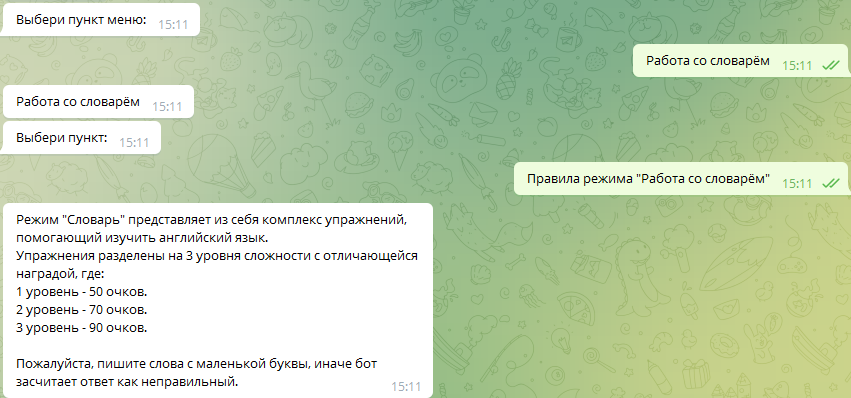 Выбери пункт меню: 15:11
Работа со словарём 15:11
Работа со словарём 15:11
Выбери пункт: 15:11
Правила режима "Работа со словарём" 15:11
Режим "Словарь" представляет из себя комплекс упражнений,
помогающий изучить английский язык.
Упражнения разделены на 3 уровня сложности с отличающейся
наградой, где:
1 уровень - 50 очков.
2 уровень - 70 очков.
3 уровень - 90 очков.
Пожалуйста, пишите слова с маленькой буквы, иначе бот
засчитает ответ как неправильный. 15:11